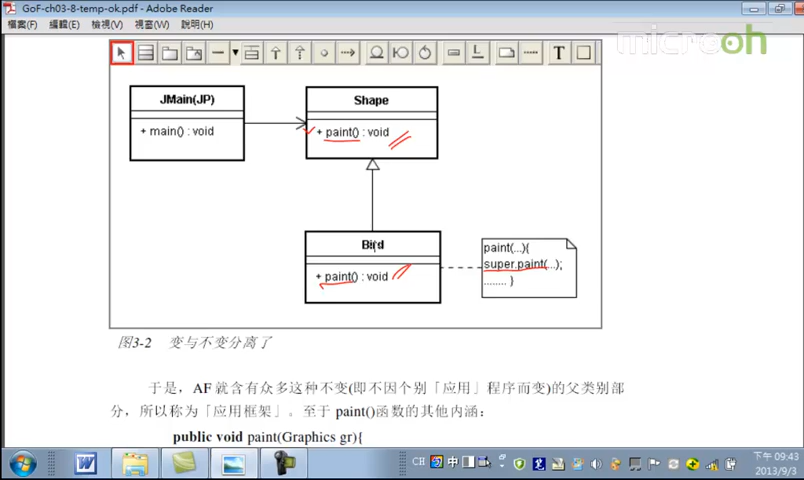 GoF-ch03-8-temp-ok.pdf - Adobe Reader
檔案(F) 編輯(E) 檢視(V) 視窗(W) 說明(H)
microoh
T
JMain(JP)
+ main() : void
Shape
+ paint() : void
Bird
+ paint() : void
paint(...){
super.paint(...);
........ }
图3-2 变与不变分离了
于是，AF 就含有众多这种不变(即不因个别「应用」程序而变)的父类别部
分，所以称为「应用框架」。至于 paint()函数的其他内涵：
public void paint(Graphics gr){
CH 中
下午 09:43
2013/9/3